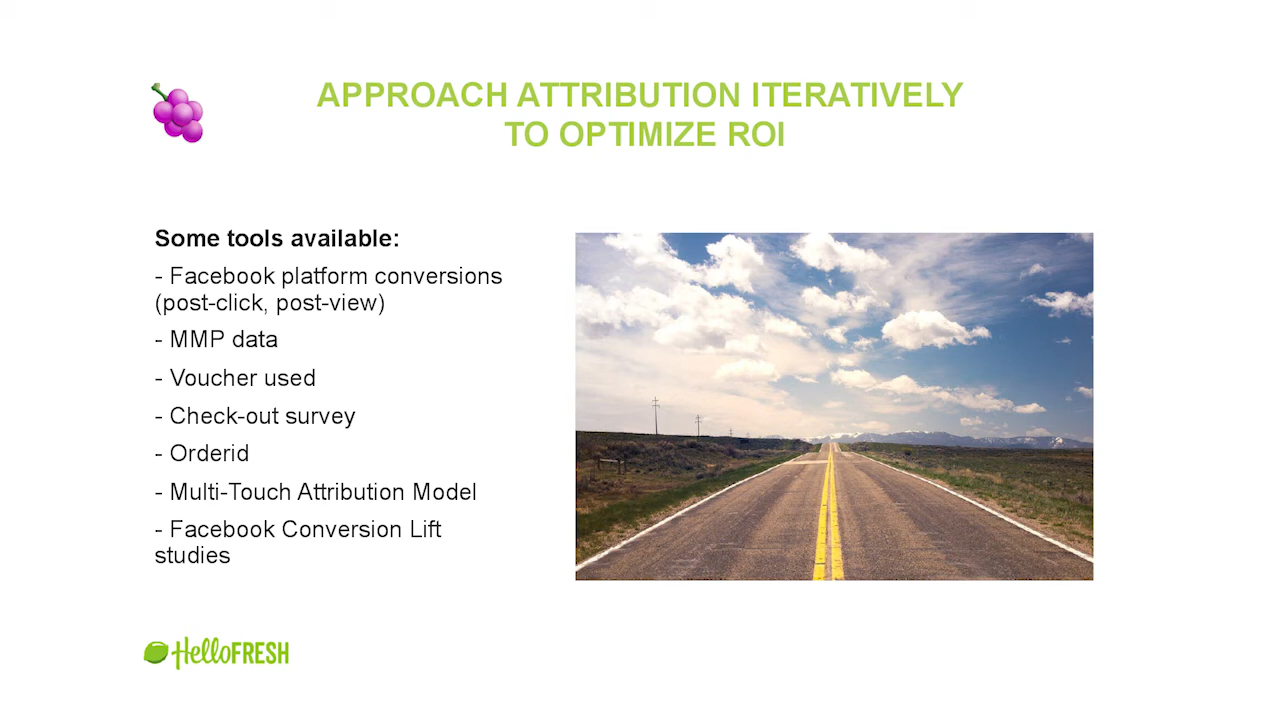 APPROACH ATTRIBUTION ITERATIVELY
TO OPTIMIZE ROI
Some tools available:
- Facebook platform conversions
(post-click, post-view)
- MMP data
- Voucher used
- Check-out survey
- Orderid
- Multi-Touch Attribution Model
- Facebook Conversion Lift
studies
HelloFRESH